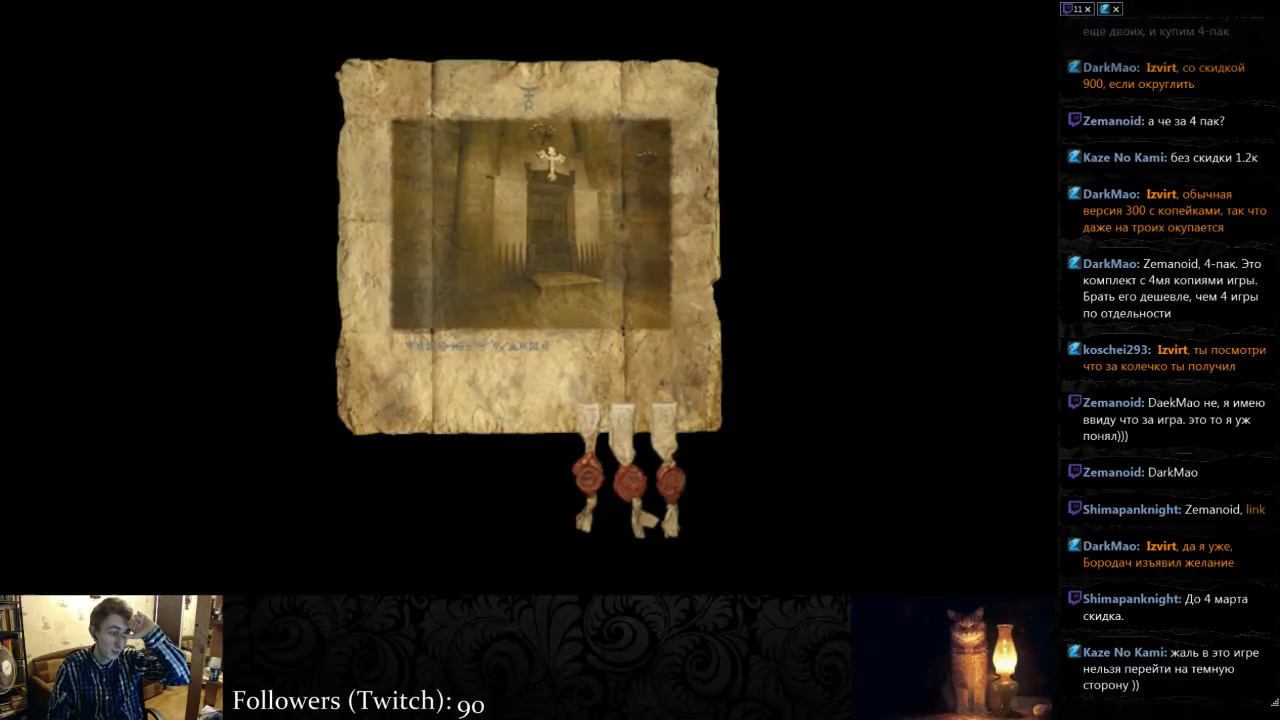 11
еще двоих, и купим 4-пак
DarkMao: Izvirt, со скидкой
900, если округлить
Zemanoid: а че за 4 пак?
Kaze No Kami: без скидки 1.2к
DarkMao: Izvirt, обычная
версия 300 с копейками, так что
даже на троих окупается
DarkMao: Zemanoid, 4-пак. Это
комплект с 4мя копиями игры.
Брать его дешевле, чем 4 игры
по отдельности
koschei293: Izvirt, ты посмотри
что за колечко ты получил
Zemanoid: DaekMao не, я имею
ввиду что за игра. это то я уж
понял)))
Zemanoid: DarkMao
Shimapanknight: Zemanoid, link
DarkMao: Izvirt, да я уже,
Бородач изъявил желание
Shimapanknight: До 4 марта
скидка.
Kaze No Kami: жаль в это игре
нельзя перейти на темную
сторону ))
Followers (Twitch): 90